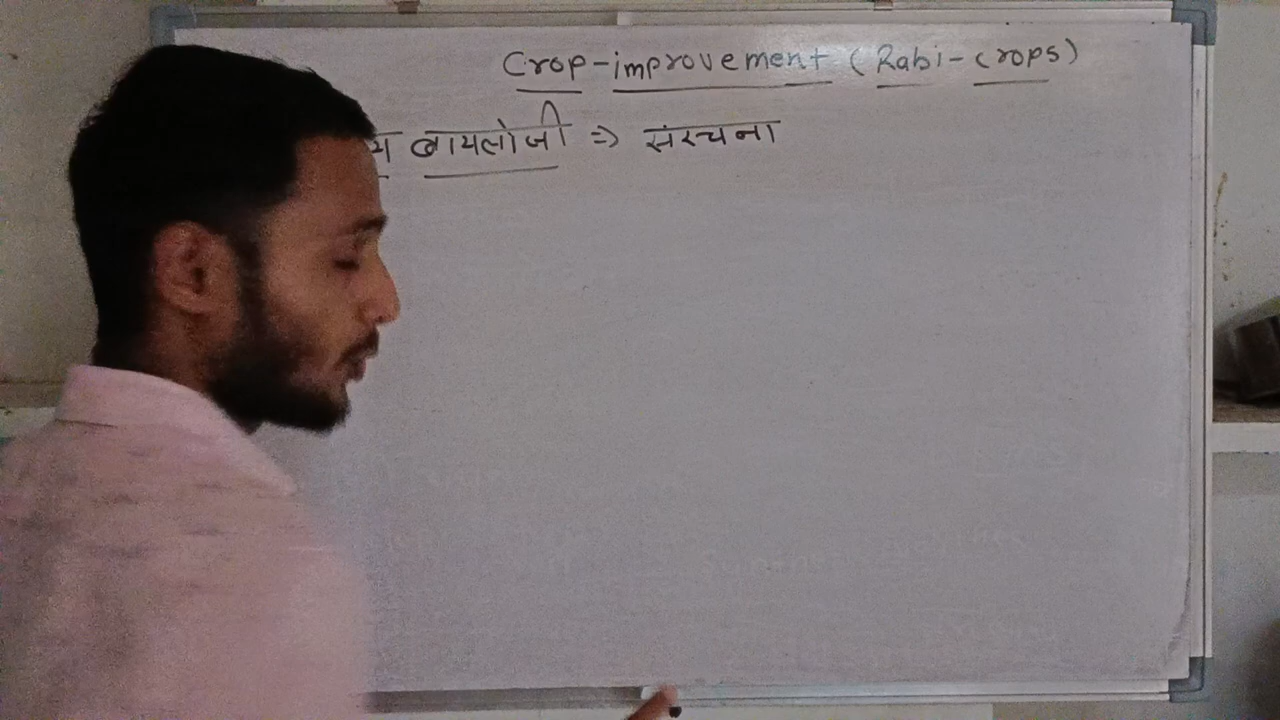 Crop-improvement (Rabi-crops)
बायलोजी => संरचना